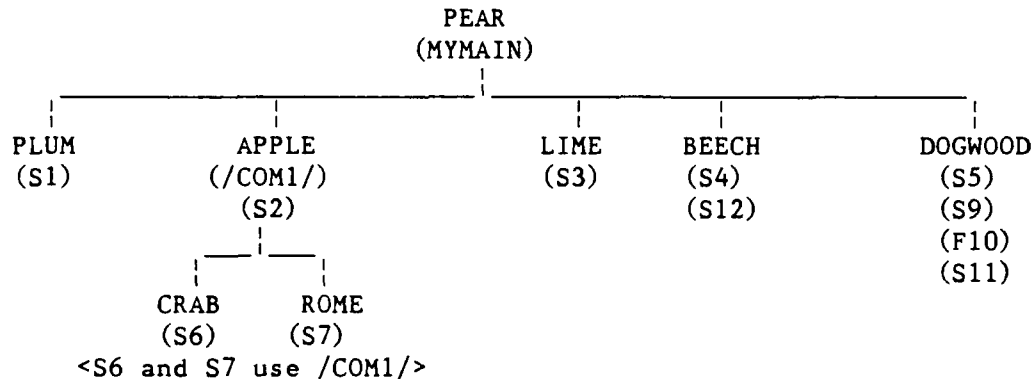 PEAR
(MYMAIN)
PLUM APPLE LIME BEECH DOGWOOD
(S1) (/COM1/) (S3) (S4) (S5)
(S2) (S12) (S9)
(F10)
(S11)
CRAB ROME
(S6) (S7)
<S6 and S7 use /COM1/>